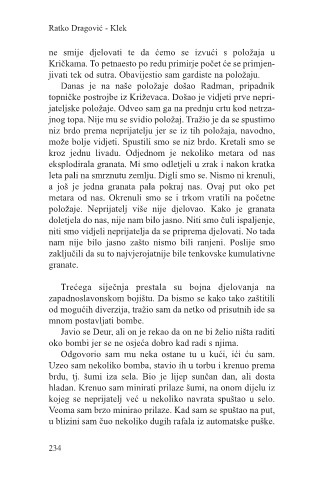 Ratko Dragović - Klek
ne smije djelovati te da ćemo se izvući s položaja u
Kričkama. To petnaesto po redu primirje počet će se primjen-
jivati tek od sutra. Obavijestio sam gardiste na položaju.
Danas je na naše položaje došao Radman, pripadnik
topničke postrojbe iz Križevaca. Došao je vidjeti prve nepri-
jateljske položaje. Odveo sam ga na prednju crtu kod netrza-
jnog topa. Nije mu se svidio položaj. Tražio je da se spustimo
niz brdo prema neprijatelju jer se iz tih položaja, navodno,
može bolje vidjeti. Spustili smo se niz brdo. Kretali smo se
kroz jednu livadu. Odjednom je nekoliko metara od nas
eksplodirala granata. Mi smo odletjeli u zrak i nakon kratka
leta pali na smrznutu zemlju. Digli smo se. Nismo ni krenuli,
a još je jedna granata pala pokraj nas. Ovaj put oko pet
metara od nas. Okrenuli smo se i trkom vratili na početne
položaje. Neprijatelj više nije djelovao. Kako je granata
doletjela do nas, nije nam bilo jasno. Niti smo čuli ispaljenje,
niti smo vidjeli neprijatelja da se priprema djelovati. No tada
nam nije bilo jasno zašto nismo bili ranjeni. Poslije smo
zaključili da su to najvjerojatnije bile tenkovske kumulativne
granate.
Trećega siječnja prestala su bojna djelovanja na
zapadnoslavonskom bojištu. Da bismo se kako tako zaštitili
od mogućih diverzija, tražio sam da netko od prisutnih ide sa
mnom postavljati bombe.
Javio se Deur, ali on je rekao da on ne bi želio ništa raditi
oko bombi jer se ne osjeća dobro kad radi s njima.
Odgovorio sam mu neka ostane tu u kući, ići ću sam.
Uzeo sam nekoliko bomba, stavio ih u torbu i krenuo prema
brdu, tj. šumi iza sela. Bio je lijep sunčan dan, ali dosta
hladan. Krenuo sam minirati prilaze šumi, na onom dijelu iz
kojeg se neprijatelj već u nekoliko navrata spuštao u selo.
Veoma sam brzo minirao prilaze. Kad sam se spuštao na put,
u blizini sam čuo nekoliko dugih rafala iz automatske puške.
234